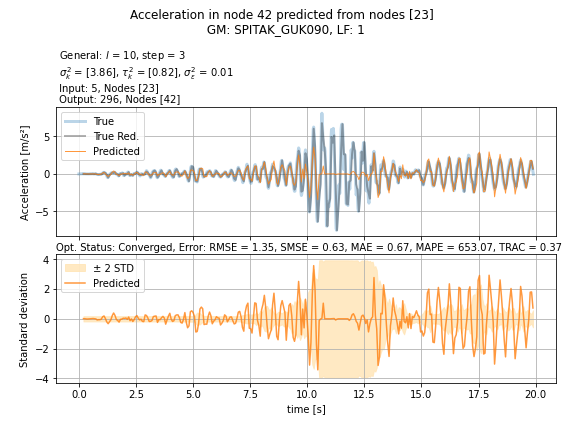 Acceleration in node 42 predicted from nodes [23]
GM: SPITAK_GUK090, LF: 1
General: l = 10, step = 3
σ²ₖ = [3.86], τ²ₖ = [0.82], σ²ε = 0.01
Input: 5, Nodes [23]
Output: 296, Nodes [42]
True
True Red.
Predicted
Acceleration [m/s²]
5
0
−5
Opt. Status: Converged, Error: RMSE = 1.35, SMSE = 0.63, MAE = 0.67, MAPE = 653.07, TRAC = 0.37
± 2 STD
Predicted
Standard deviation
4
2
0
−2
−4
0.0 2.5 5.0 7.5 10.0 12.5 15.0 17.5 20.0
time [s]